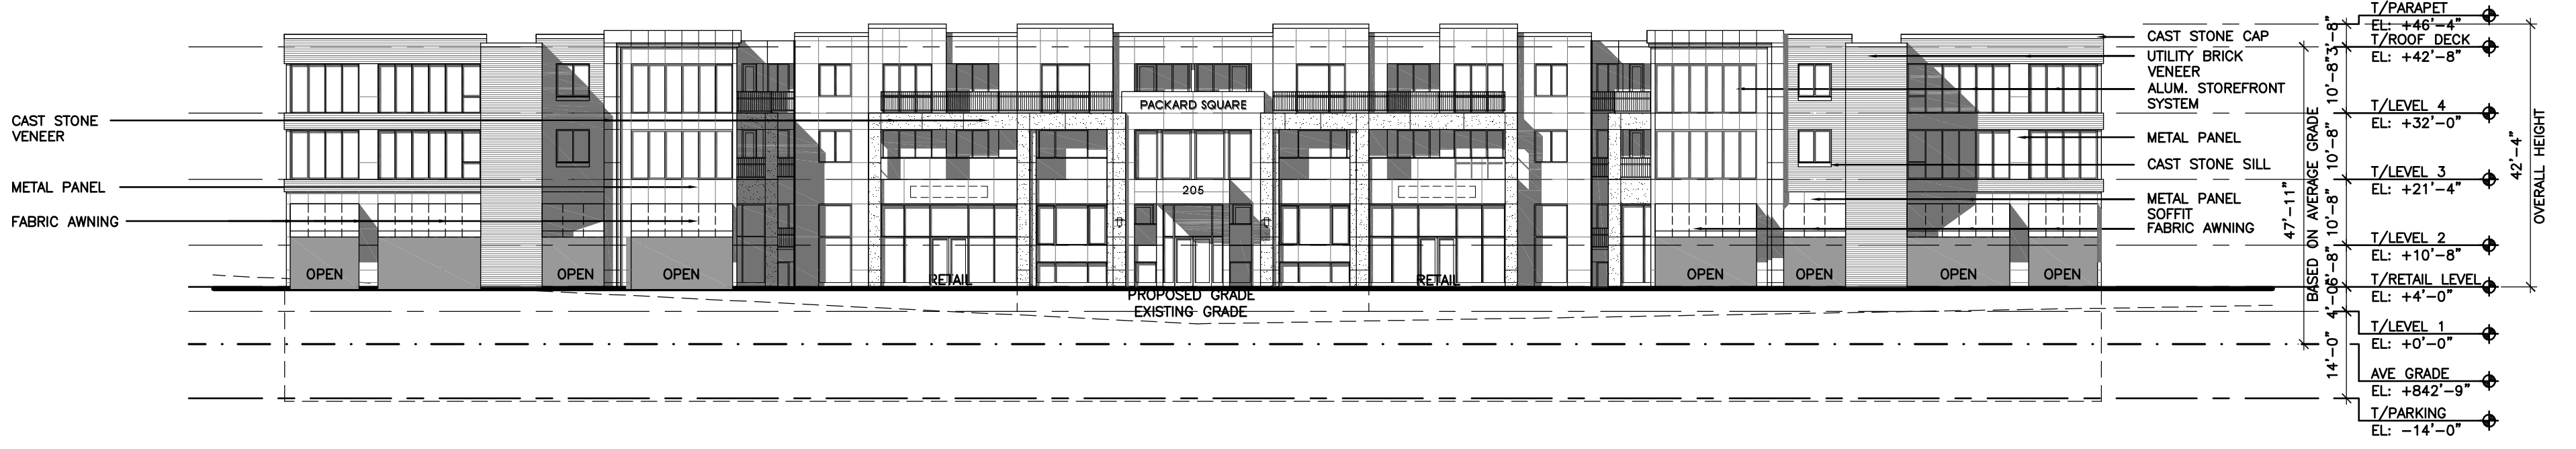 CAST STONE
VENEER
METAL PANEL
FABRIC AWNING
PACKARD SQUARE
205
OPEN
OPEN
OPEN
RETAIL
RETAIL
OPEN
OPEN
OPEN
OPEN
PROPOSED GRADE
EXISTING GRADE
CAST STONE CAP
UTILITY BRICK
VENEER
ALUM. STOREFRONT
SYSTEM
METAL PANEL
CAST STONE SILL
METAL PANEL
SOFFIT
FABRIC AWNING
47'-11"
BASED ON AVERAGE GRADE
3'-8"
10'-8"
10'-8"
10'-8"
6'-8"
4'-0"
14'-0"
T/PARAPET
EL: +46'-4"
T/ROOF DECK
EL: +42'-8"
T/LEVEL 4
EL: +32'-0"
T/LEVEL 3
EL: +21'-4"
T/LEVEL 2
EL: +10'-8"
T/RETAIL LEVEL
EL: +4'-0"
T/LEVEL 1
EL: +0'-0"
AVE GRADE
EL: +842'-9"
T/PARKING
EL: -14'-0"
42'-4"
OVERALL HEIGHT